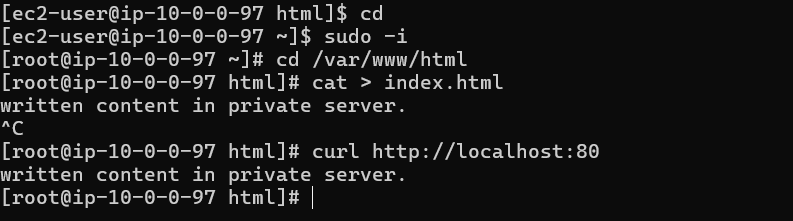 [ec2-user@ip-10-0-0-97 html]$ cd
[ec2-user@ip-10-0-0-97 ~]$ sudo -i
[root@ip-10-0-0-97 ~]# cd /var/www/html
[root@ip-10-0-0-97 html]# cat > index.html
written content in private server.
^C
[root@ip-10-0-0-97 html]# curl http://localhost:80
written content in private server.
[root@ip-10-0-0-97 html]#